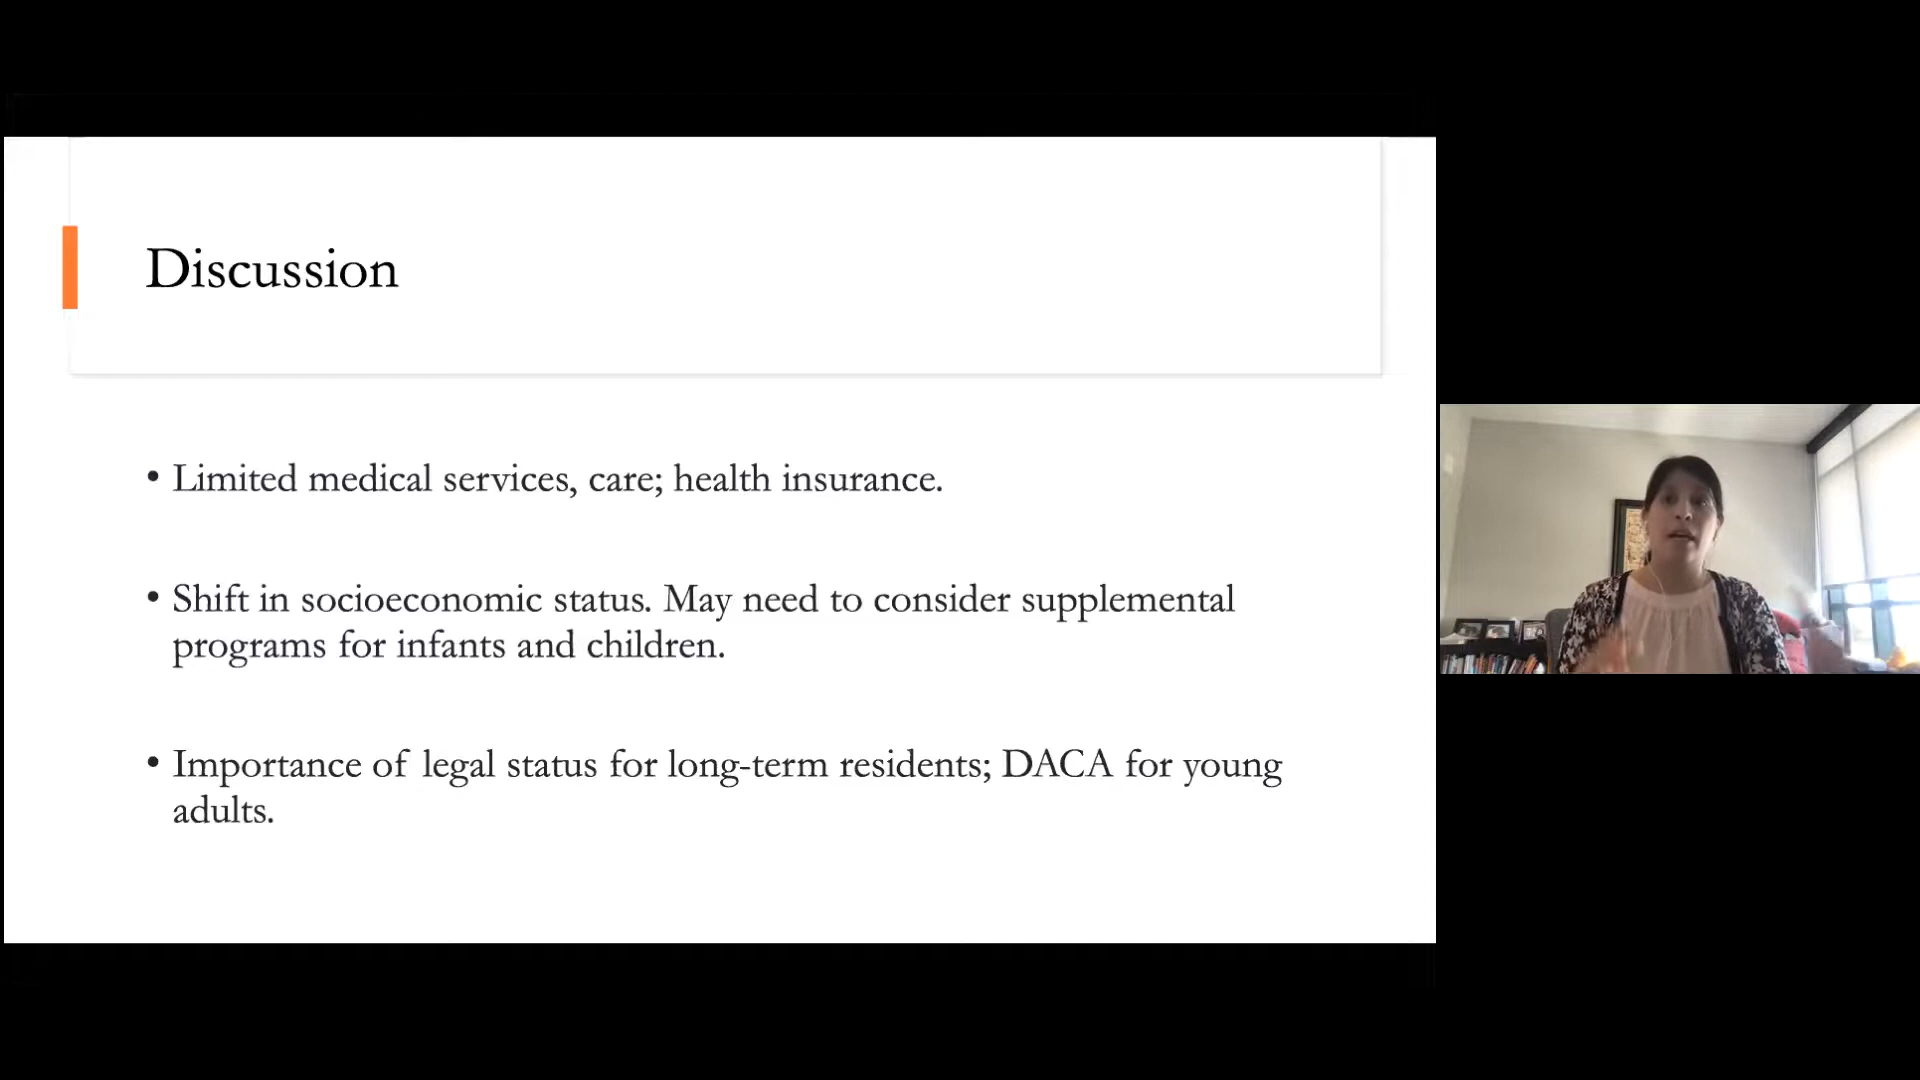 Discussion
• Limited medical services, care; health insurance.
• Shift in socioeconomic status. May need to consider supplemental
programs for infants and children.
• Importance of legal status for long-term residents; DACA for young
adults.